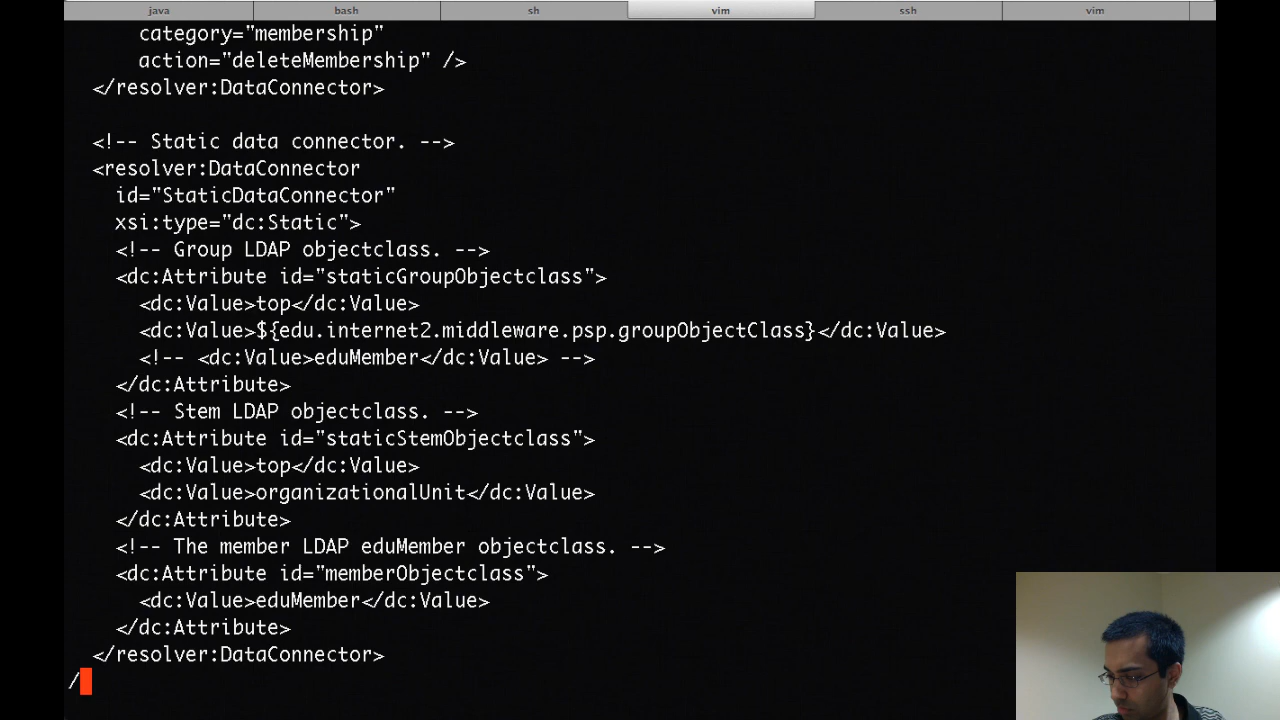 java bash sh vim ssh vim
category="membership"
action="deleteMembership" />
</resolver:DataConnector>
<!-- Static data connector. -->
<resolver:DataConnector
id="StaticDataConnector"
xsi:type="dc:Static">
<!-- Group LDAP objectclass. -->
<dc:Attribute id="staticGroupObjectclass">
<dc:Value>top</dc:Value>
<dc:Value>${edu.internet2.middleware.psp.groupObjectClass}</dc:Value>
<!-- <dc:Value>eduMember</dc:Value> -->
</dc:Attribute>
<!-- Stem LDAP objectclass. -->
<dc:Attribute id="staticStemObjectclass">
<dc:Value>top</dc:Value>
<dc:Value>organizationalUnit</dc:Value>
</dc:Attribute>
<!-- The member LDAP eduMember objectclass. -->
<dc:Attribute id="memberObjectclass">
<dc:Value>eduMember</dc:Value>
</dc:Attribute>
</resolver:DataConnector>
/